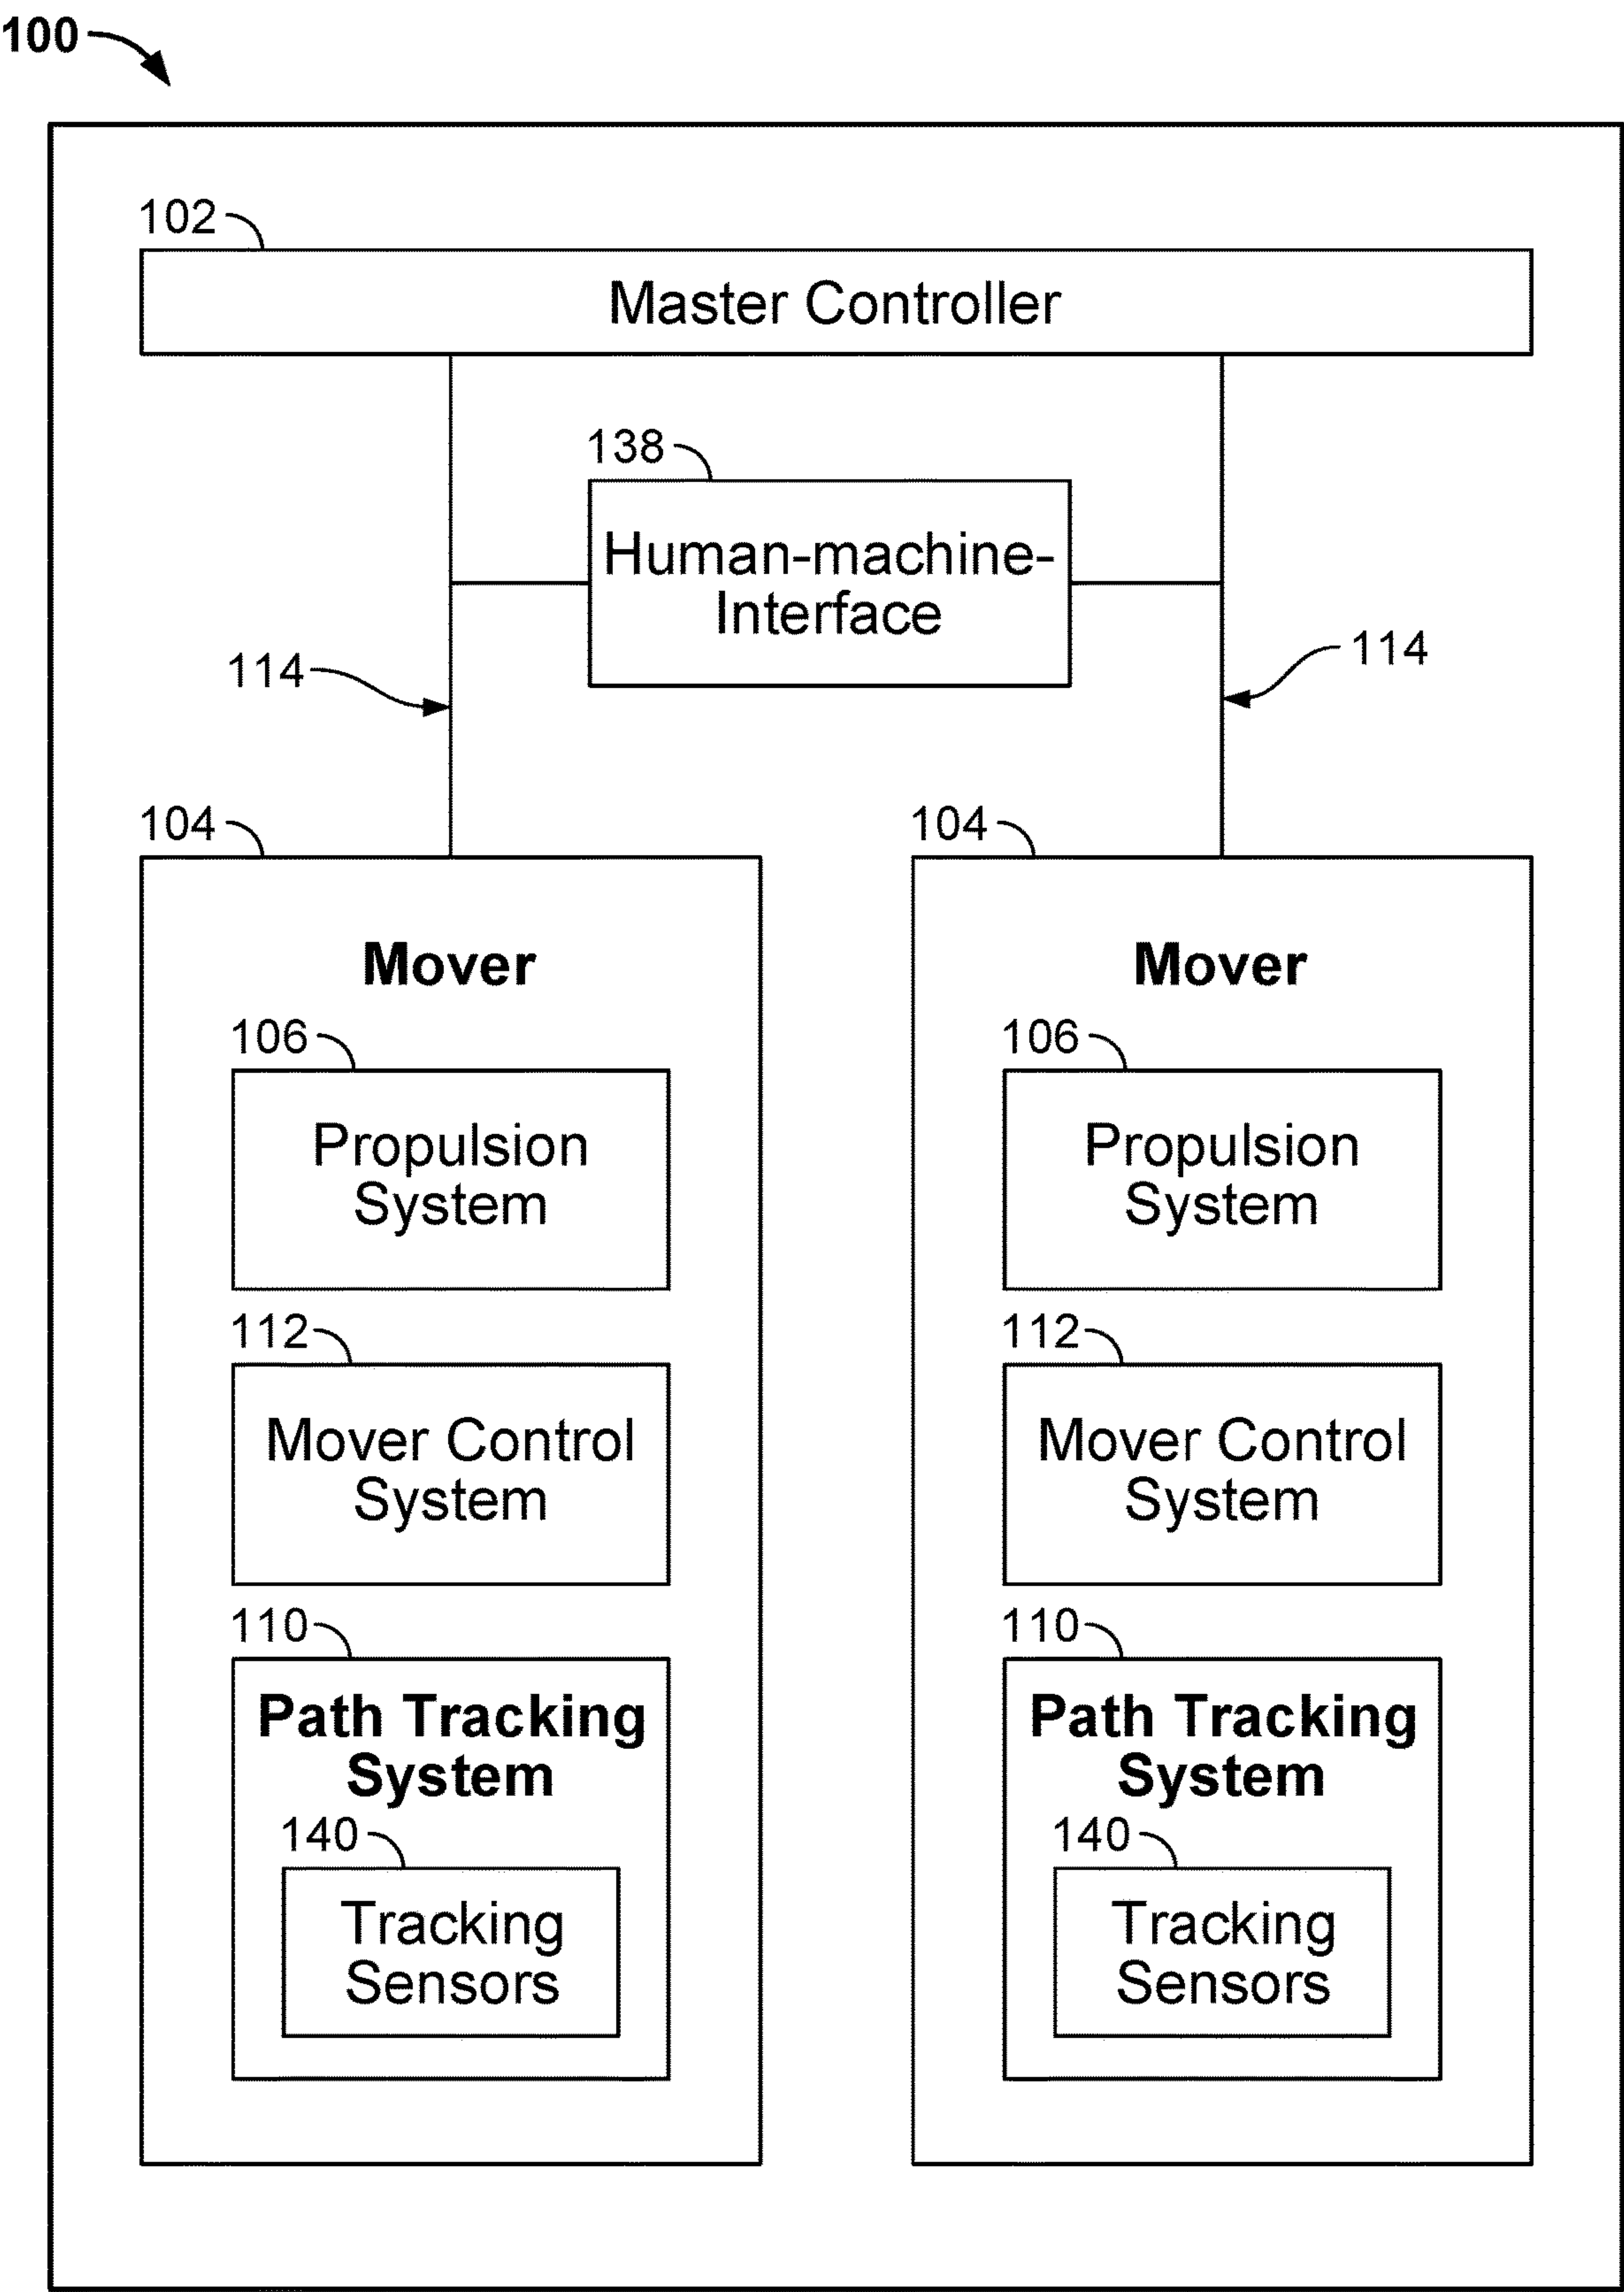 100
102
Master Controller
138
Human-machine-
Interface
114
114
104
Mover
106
Propulsion
System
112
Mover Control
System
110
Path Tracking
System
140
Tracking
Sensors
104
Mover
106
Propulsion
System
112
Mover Control
System
110
Path Tracking
System
140
Tracking
Sensors